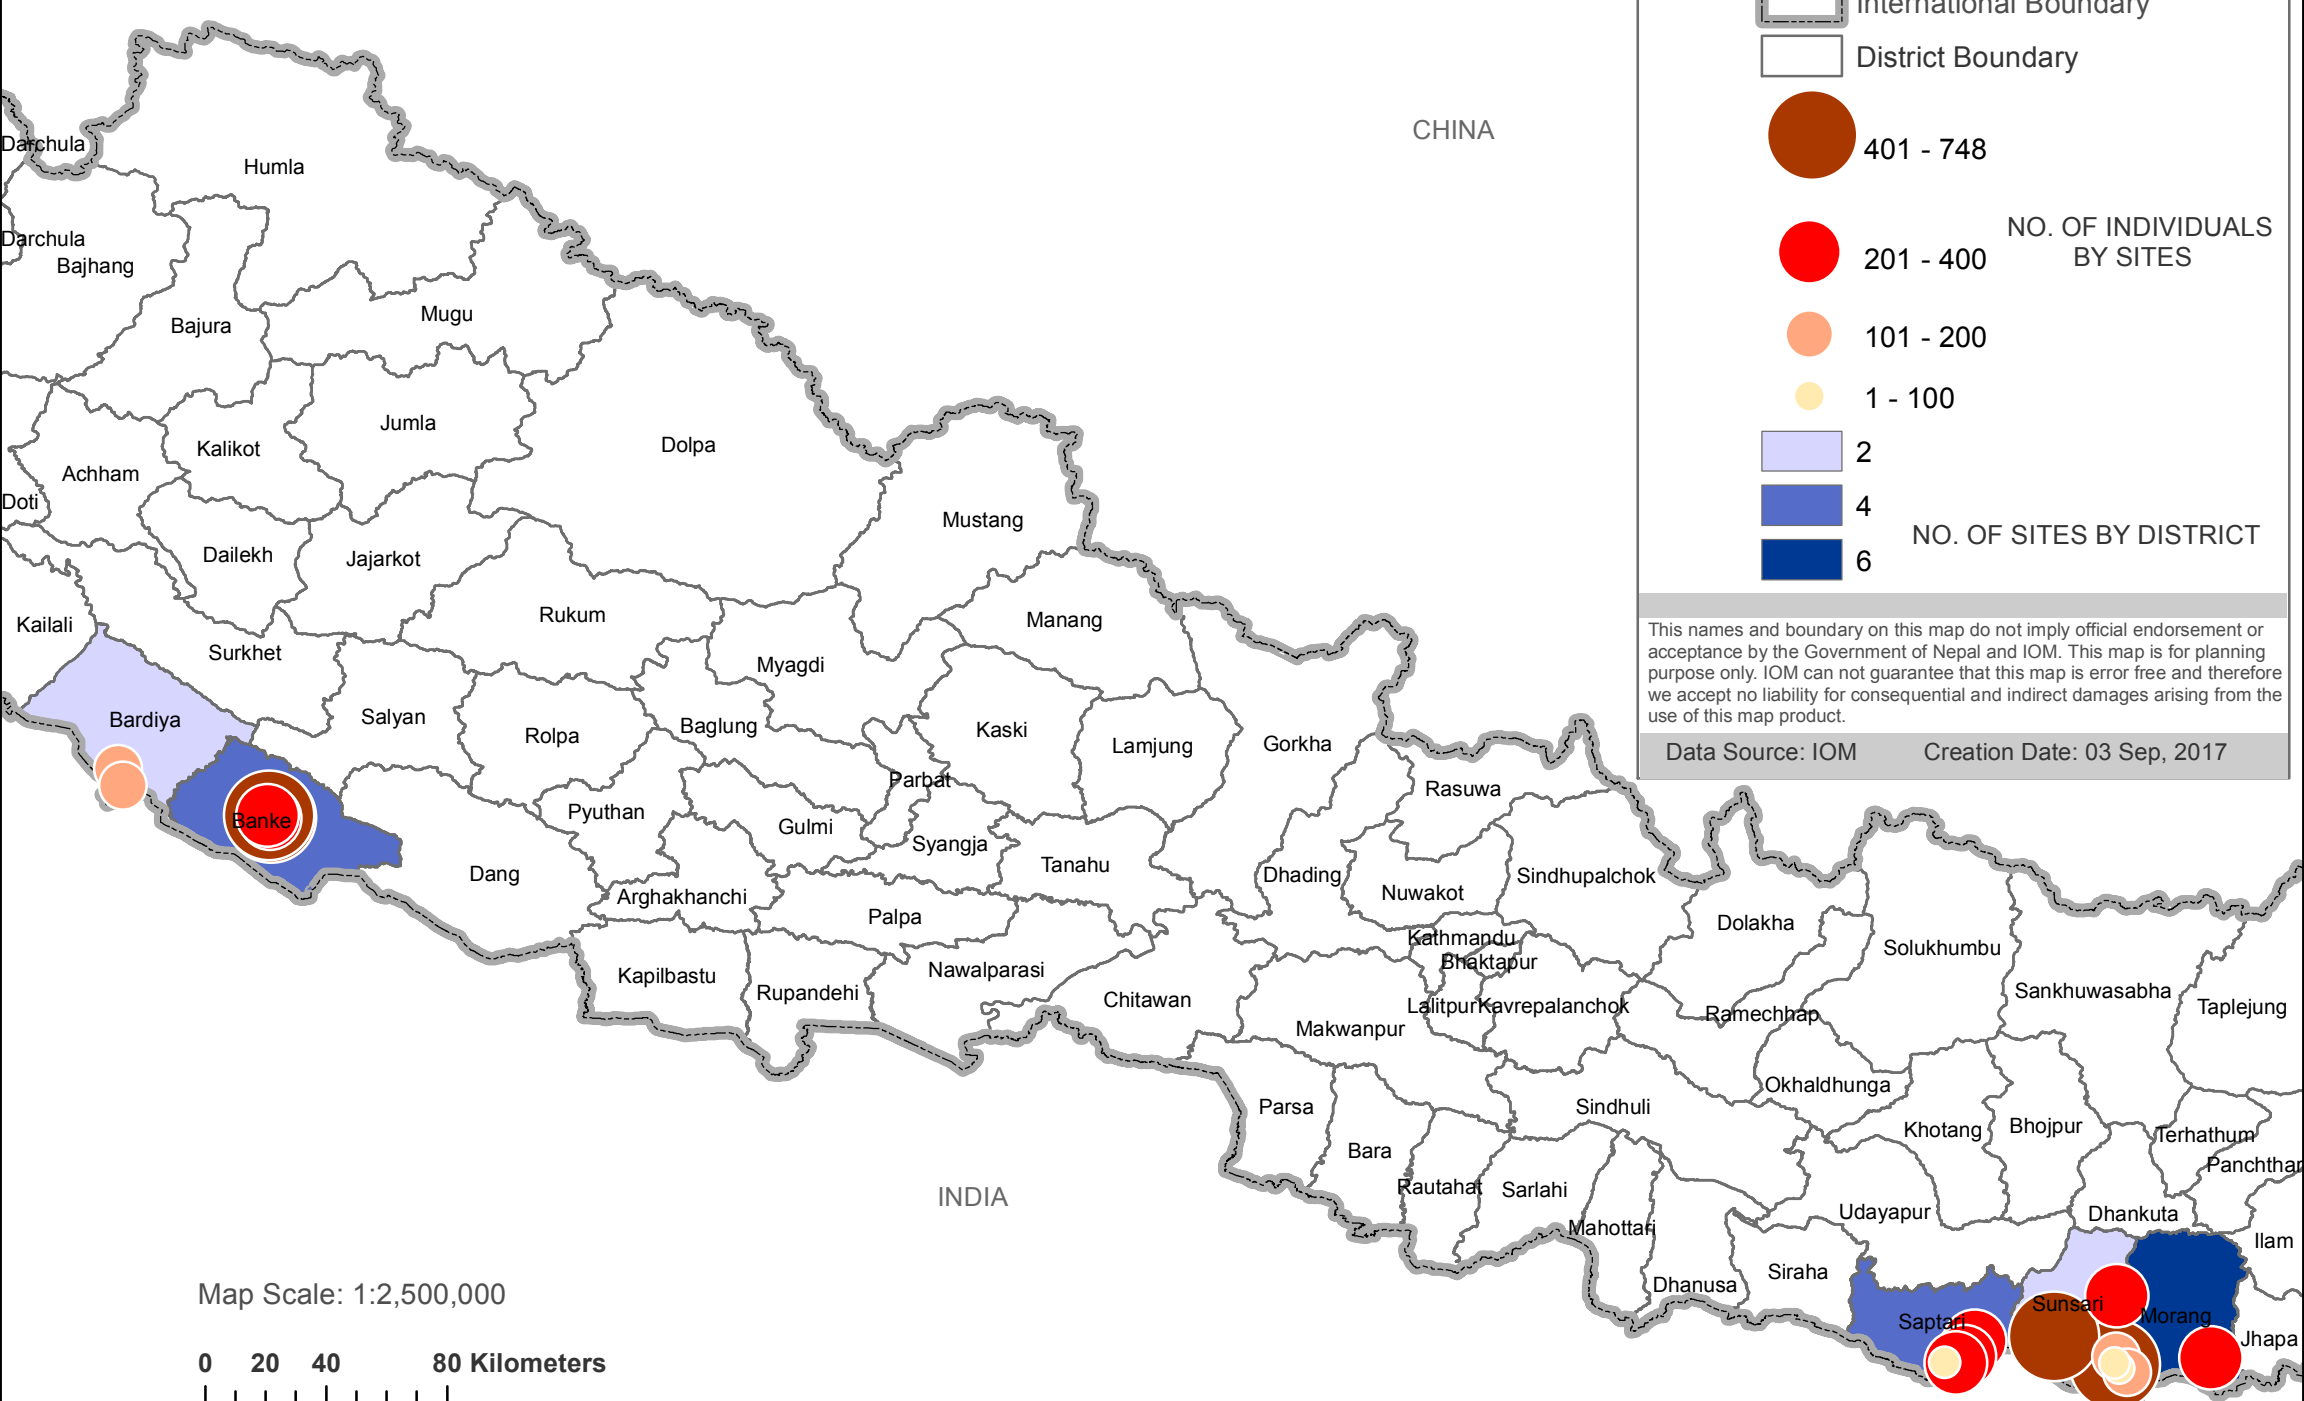 International Boundary
District Boundary
401 - 748
NO. OF INDIVIDUALS
BY SITES
201 - 400
101 - 200
1 - 100
2
4
NO. OF SITES BY DISTRICT
6
This names and boundary on this map do not imply official endorsement or
acceptance by the Government of Nepal and IOM. This map is for planning
purpose only. IOM can not guarantee that this map is error free and therefore
we accept no liability for consequential and indirect damages arising from the
use of this map product.
Data Source: IOM
Creation Date: 03 Sep, 2017
CHINA
Darchula
Humla
Darchula
Bajhang
Bajura
Mugu
Jumla
Kalikot
Dolpa
Achham
Doti
Mustang
Dailekh
Jajarkot
Rukum
Manang
Kailali
Surkhet
Myagdi
Bardiya
Salyan
Rolpa
Baglung
Kaski
Lamjung
Gorkha
Parbat
Rasuwa
Banke
Pyuthan
Gulmi
Syangja
Tanahu
Dang
Dhading
Sindhupalchok
Nuwakot
Arghakhanchi
Palpa
Dolakha
Kathmandu
Solukhumbu
Bhaktapur
Kapilbastu
Nawalparasi
Rupandehi
Chitawan
Sankhuwasabha
Lalitpur
Kavrepalanchok
Taplejung
Ramechhap
Makwanpur
Okhaldhunga
Parsa
Sindhuli
Khotang
Bhojpur
Terhathum
Bara
Panchthar
Rautahat
Sarlahi
INDIA
Udayapur
Dhankuta
Mahottari
Ilam
Siraha
Dhanusa
Sunsari
Morang
Saptari
Jhapa
Map Scale: 1:2,500,000
0 20 40 80 Kilometers